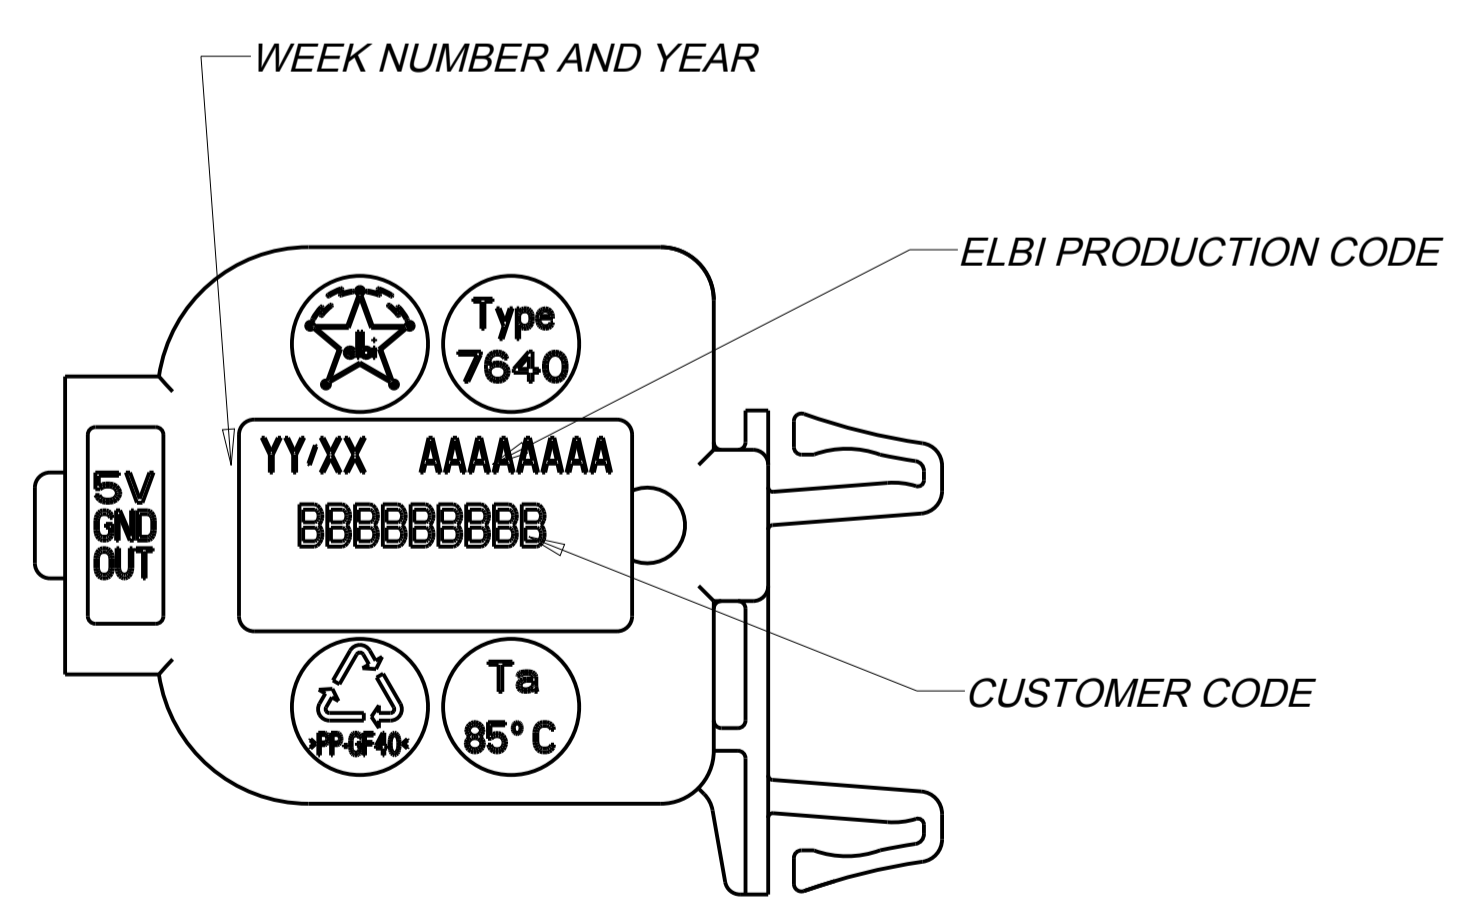 WEEK NUMBER AND YEAR
ELBI PRODUCTION CODE
elbi
Type
7640
YY/XX AAAAAAAA
BBBBBBBBB
5V
GND
OUT
CUSTOMER CODE
>PP-GF40<
Ta
85°C